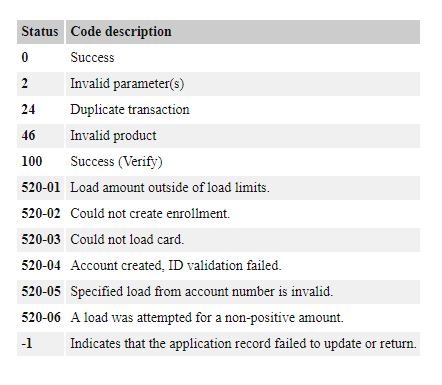 Status Code description
0 Success
2 Invalid parameter(s)
24 Duplicate transaction
46 Invalid product
100 Success (Verify)
520-01 Load amount outside of load limits.
520-02 Could not create enrollment.
520-03 Could not load card.
520-04 Account created, ID validation failed.
520-05 Specified load from account number is invalid.
520-06 A load was attempted for a non-positive amount.
-1 Indicates that the application record failed to update or return.